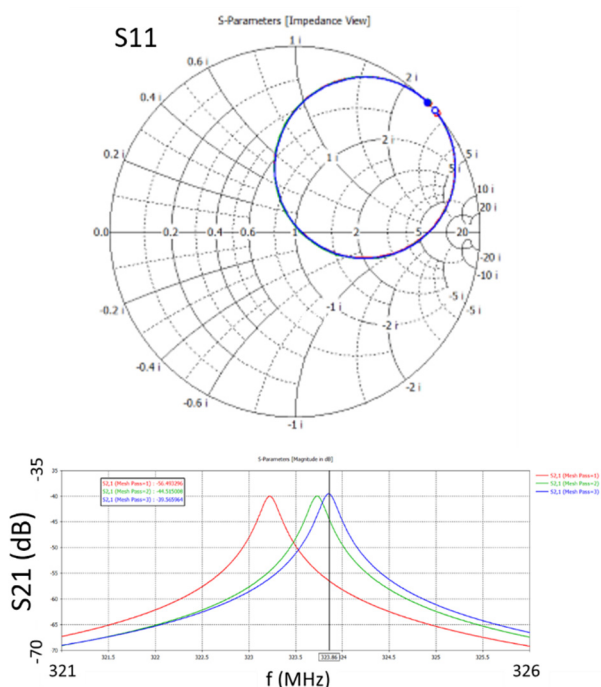 S-Parameters [Impedance View]
S11
1 i
0.6 i
2 i
0.4 i
2 i
0.2 i
1 i
5 i
5 i
10 i
20 i
0.0
0.2
0.4
0.6
1
2
5
20
-20 i
-10 i
-0.2 i
-1 i
-5 i
-5 i
-2 i
-0.4 i
-2 i
-0.6 i
-1 i
S-Parameters [Magnitude in dB]
-35
-40
-45
-50
-55
-60
-65
-70
S21 (dB)
S2,1 (Mesh Pass=1) : -56.493296
S2,1 (Mesh Pass=2) : -44.515008
S2,1 (Mesh Pass=3) : -39.565964
S2,1 (Mesh Pass=1)
S2,1 (Mesh Pass=2)
S2,1 (Mesh Pass=3)
321
321.5
322
322.5
323
323.5
323.86
324.5
325
325.5
326
f (MHz)